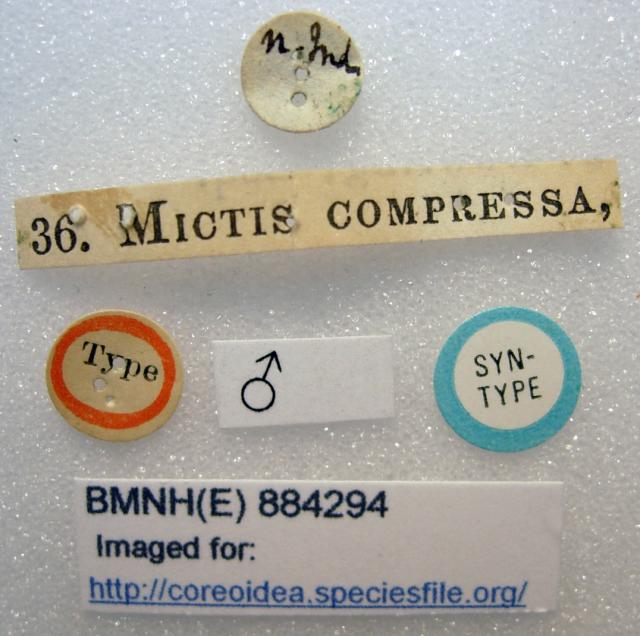 n. Ind.
36. MICTIS COMPRESSA,
Type
♂
SYN-
TYPE
BMNH(E) 884294
Imaged for:
http://coreoidea.speciesfile.org/